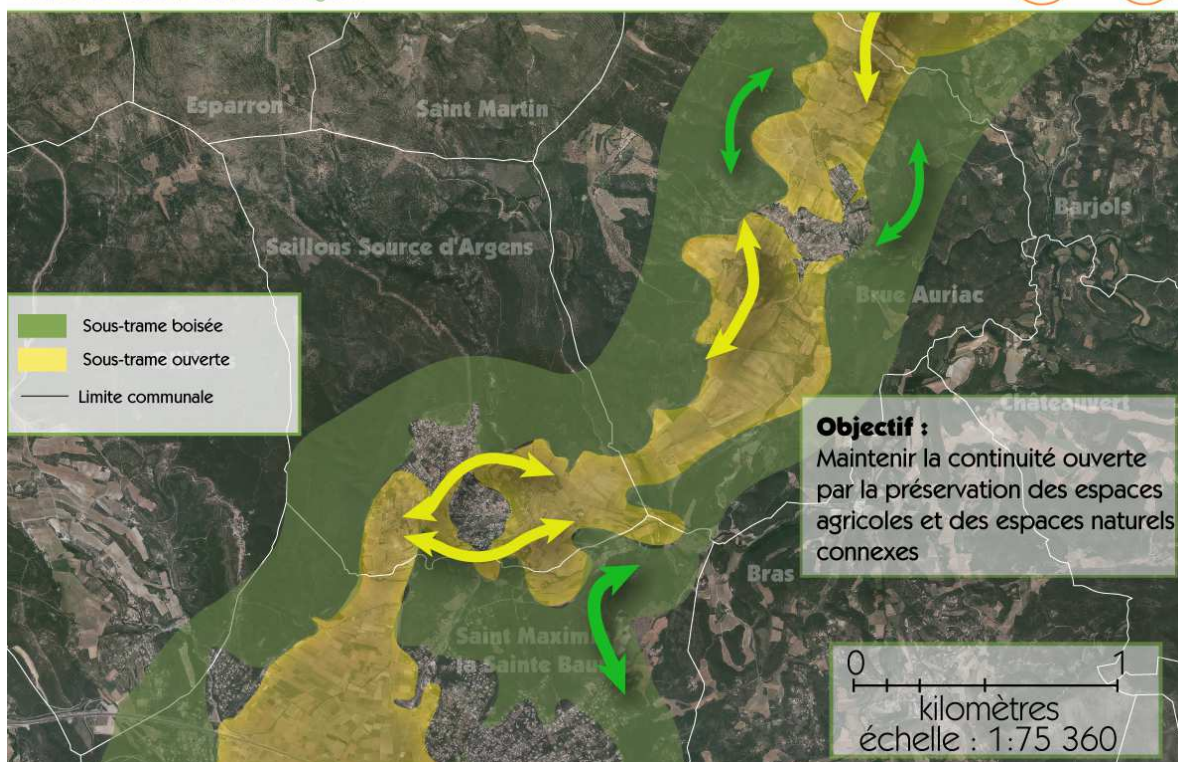 Esparron
Saint Martin
Barjols
Seillons Source d'Argens
Brue Auriac
Sous-trame boisée
Sous-trame ouverte
Limite communale
Châteauvert
Objectif :
Maintenir la continuité ouverte
par la préservation des espaces
agricoles et des espaces naturels
connexes
Bras
Saint Maximi
la Sainte Bau
0 1
kilomètres
échelle : 1:75 360